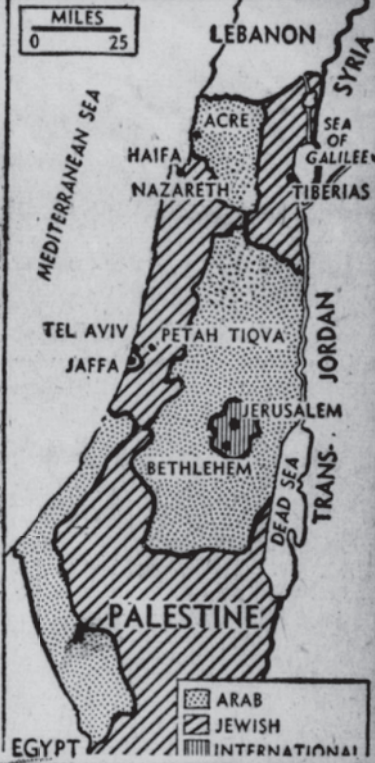 MILES
0 25
LEBANON
SYRIA
MEDITERRANEAN SEA
ACRE
SEA
OF
GALILEE
HAIFA
NAZARETH
TIBERIAS
TEL AVIV
PETAH TIQVA
JAFFA
TRANS. JORDAN
JERUSALEM
BETHLEHEM
DEAD SEA
PALESTINE
ARAB
JEWISH
INTERNATIONAL
EGYPT